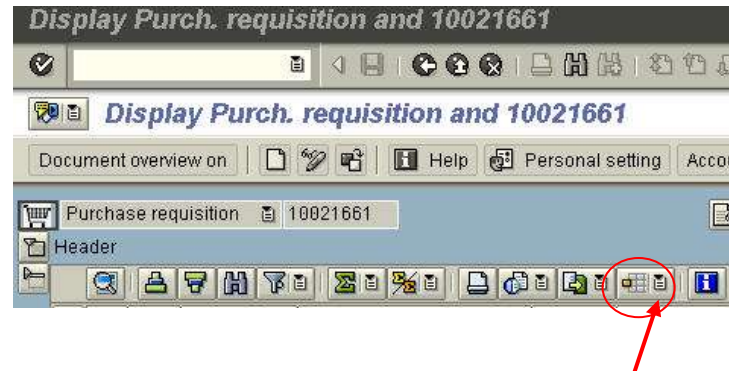 Display Purch. requisition and 10021661
Display Purch. requisition and 10021661
Document overview on Help Personal setting Accou
Purchase requisition 10021661
Header